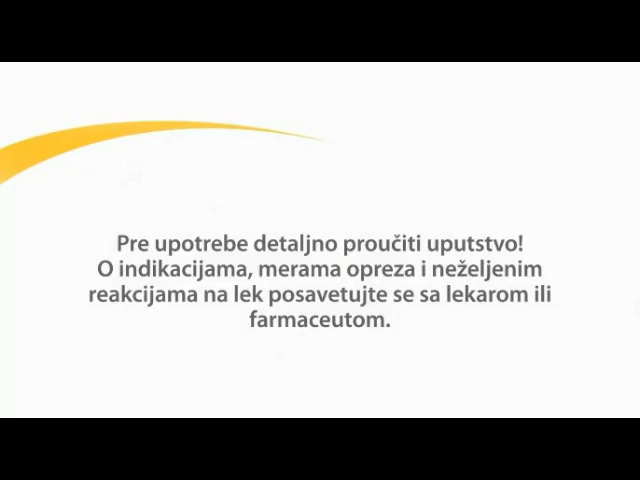 Pre upotrebe detaljno proučiti uputstvo!
O indikacijama, merama opreza i neželjenim
reakcijama na lek posavetujte se sa lekarom ili
farmaceutom.